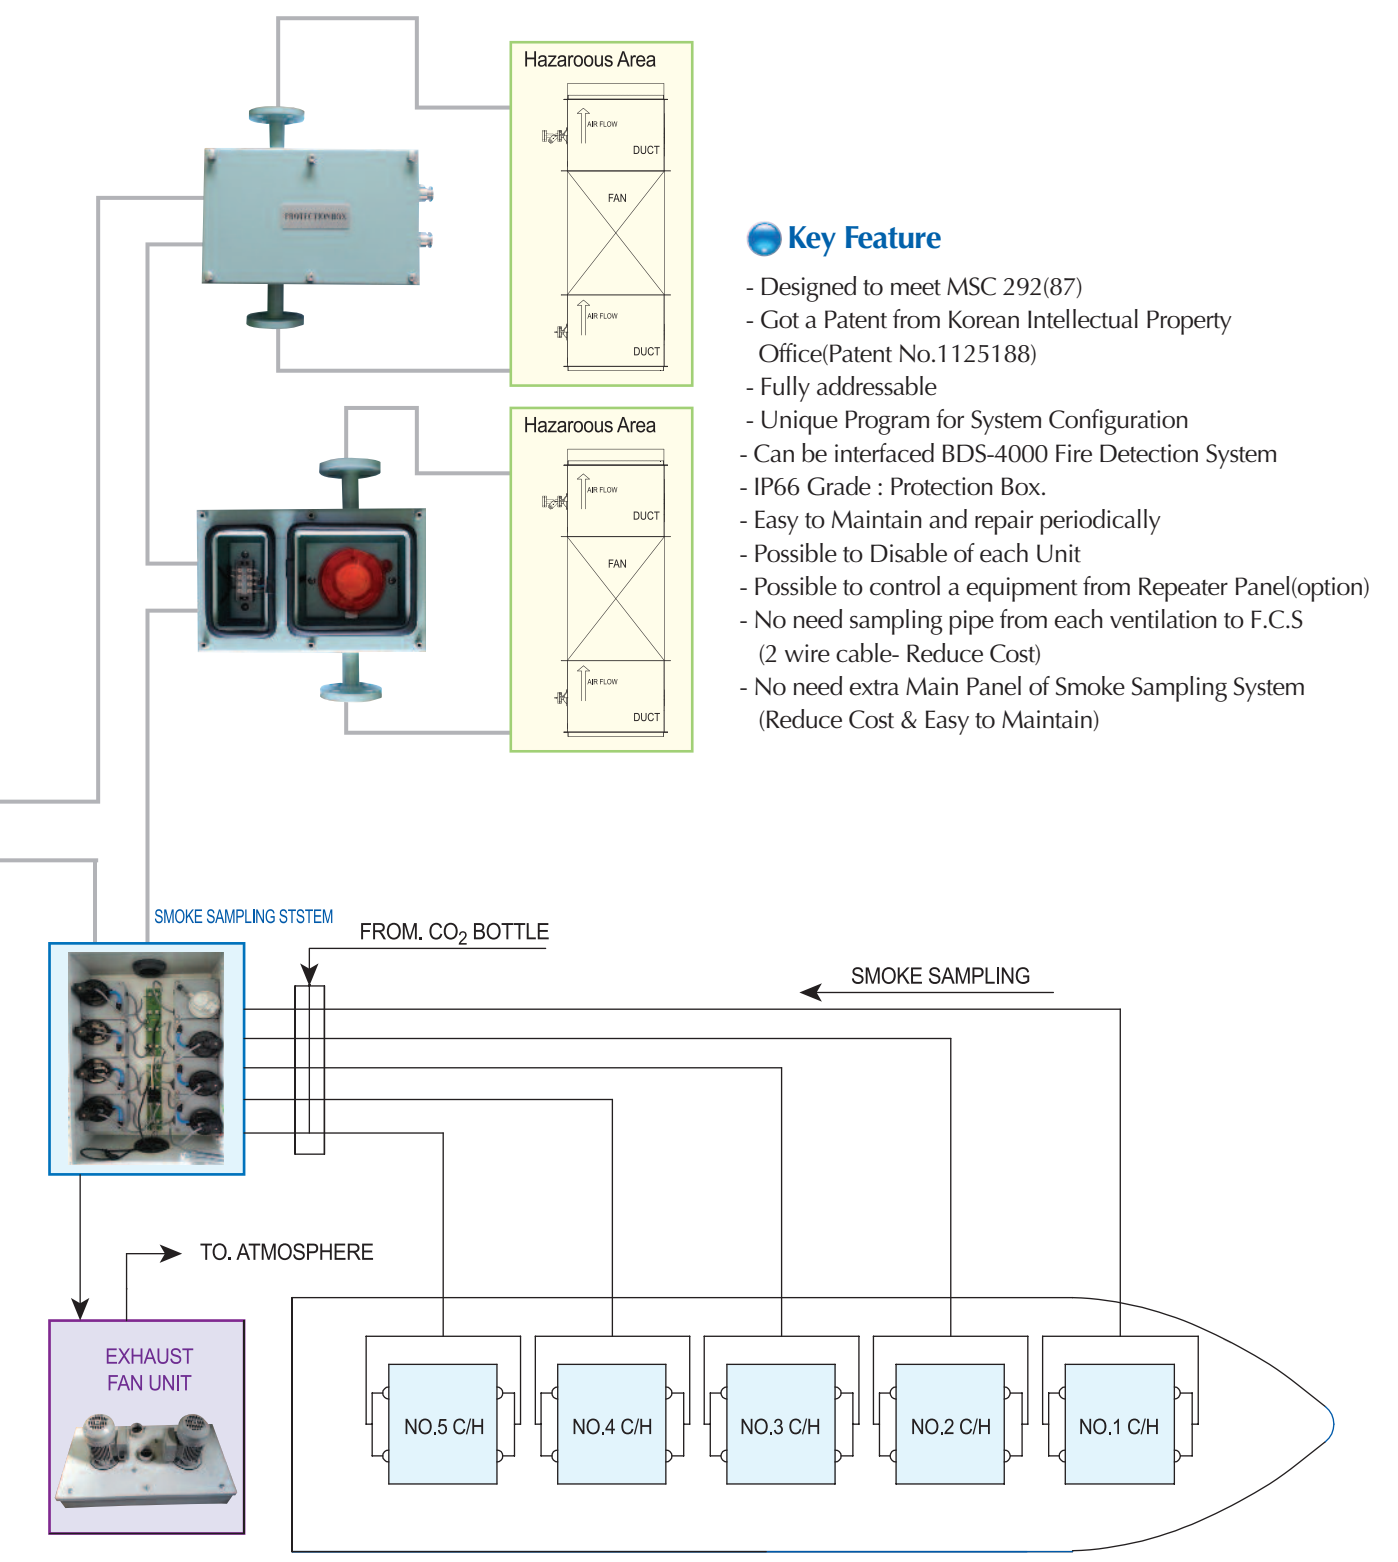 Hazaroous Area
AIR FLOW
DUCT
FAN
AIR FLOW
DUCT
PROTECTION BOX
Key Feature
- Designed to meet MSC 292(87)
- Got a Patent from Korean Intellectual Property
Office(Patent No.1125188)
- Fully addressable
- Unique Program for System Configuration
- Can be interfaced BDS-4000 Fire Detection System
- IP66 Grade : Protection Box.
- Easy to Maintain and repair periodically
- Possible to Disable of each Unit
- Possible to control a equipment from Repeater Panel(option)
- No need sampling pipe from each ventilation to F.C.S
(2 wire cable- Reduce Cost)
- No need extra Main Panel of Smoke Sampling System
(Reduce Cost & Easy to Maintain)
Hazaroous Area
AIR FLOW
DUCT
FAN
AIR FLOW
DUCT
SMOKE SAMPLING STSTEM
FROM. CO₂ BOTTLE
SMOKE SAMPLING
TO. ATMOSPHERE
EXHAUST
FAN UNIT
NO.5 C/H
NO.4 C/H
NO.3 C/H
NO.2 C/H
NO.1 C/H